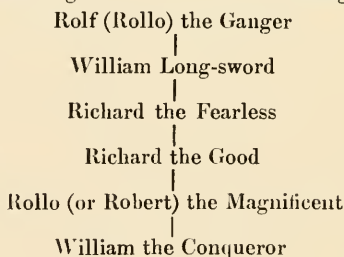 Rolf (Rollo) the Ganger
William Long-sword
Richard the Fearless
Richard the Good
Rollo (or Robert) the Magnificent
William the Conqueror